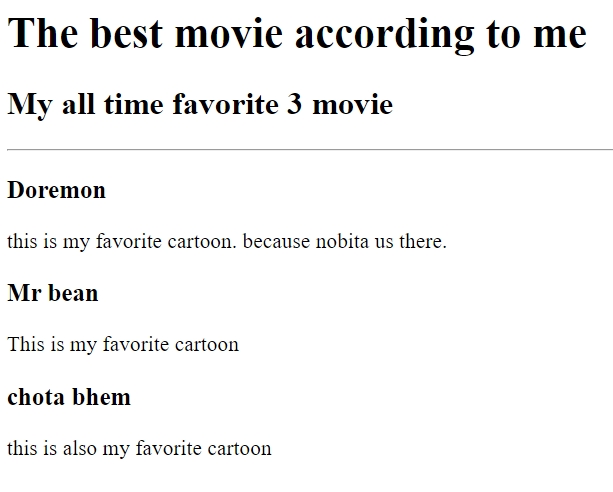 The best movie according to me
My all time favorite 3 movie
Doremon
this is my favorite cartoon. because nobita us there.
Mr bean
This is my favorite cartoon
chota bhem
this is also my favorite cartoon